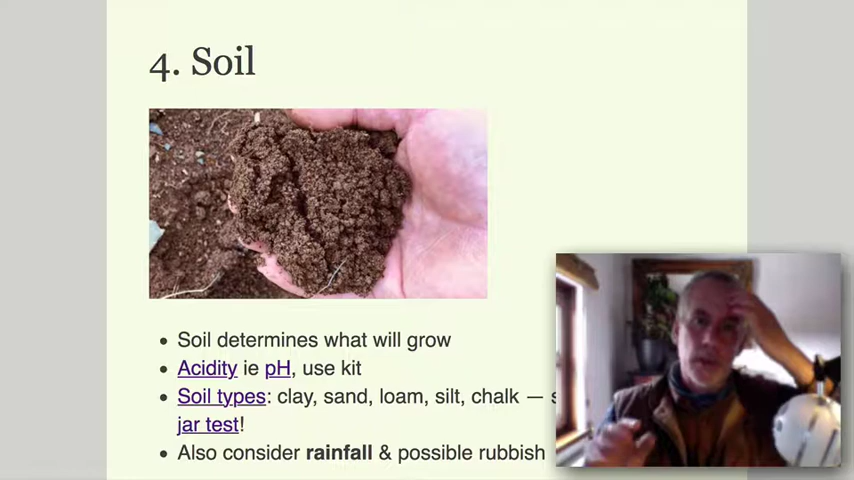 4. Soil
• Soil determines what will grow
• Acidity ie pH, use kit
• Soil types: clay, sand, loam, silt, chalk —
jar test!
• Also consider rainfall & possible rubbish